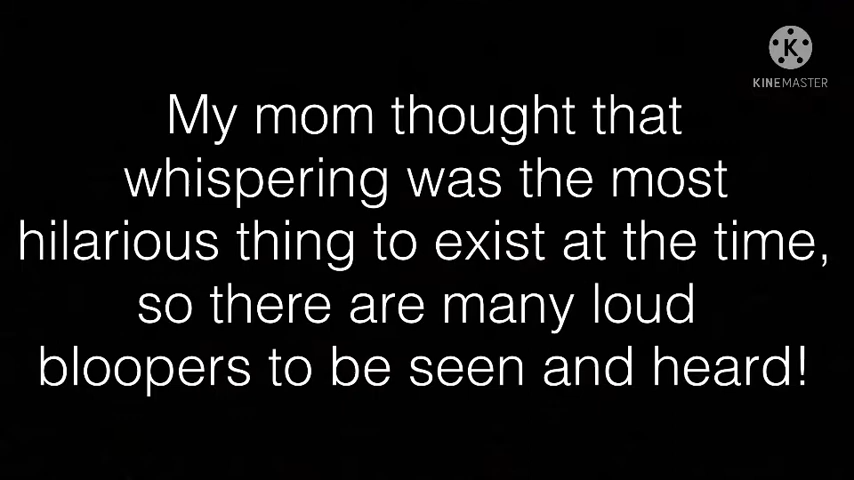 KINEMASTER
My mom thought that
whispering was the most
hilarious thing to exist at the time,
so there are many loud
bloopers to be seen and heard!